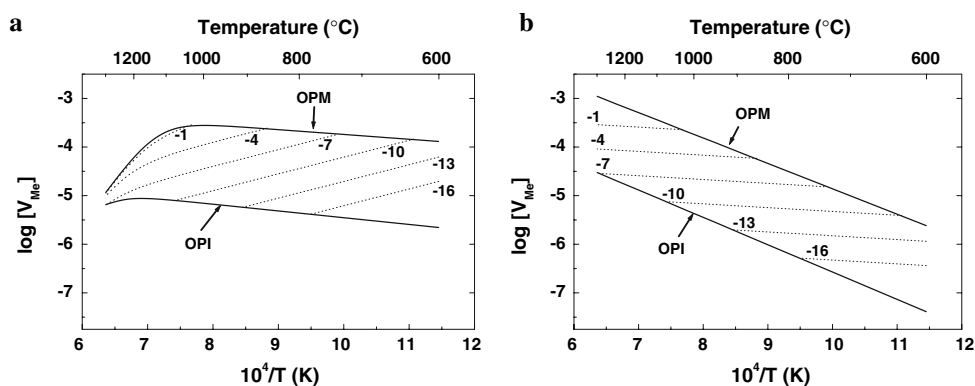 a
Temperature (°C)
1200 1000 800 600
OPM
-3
-1 -4 -7 -10 -13 -16
-4
-5
-6
-7
log [V_Me]
OPI
6 7 8 9 10 11 12
10^4/T (K)
b
Temperature (°C)
1200 1000 800 600
-3
-4
-5
-6
-7
log [V_Me]
OPM
-1
-4
-7
-10
-13
-16
OPI
6 7 8 9 10 11 12
10^4/T (K)